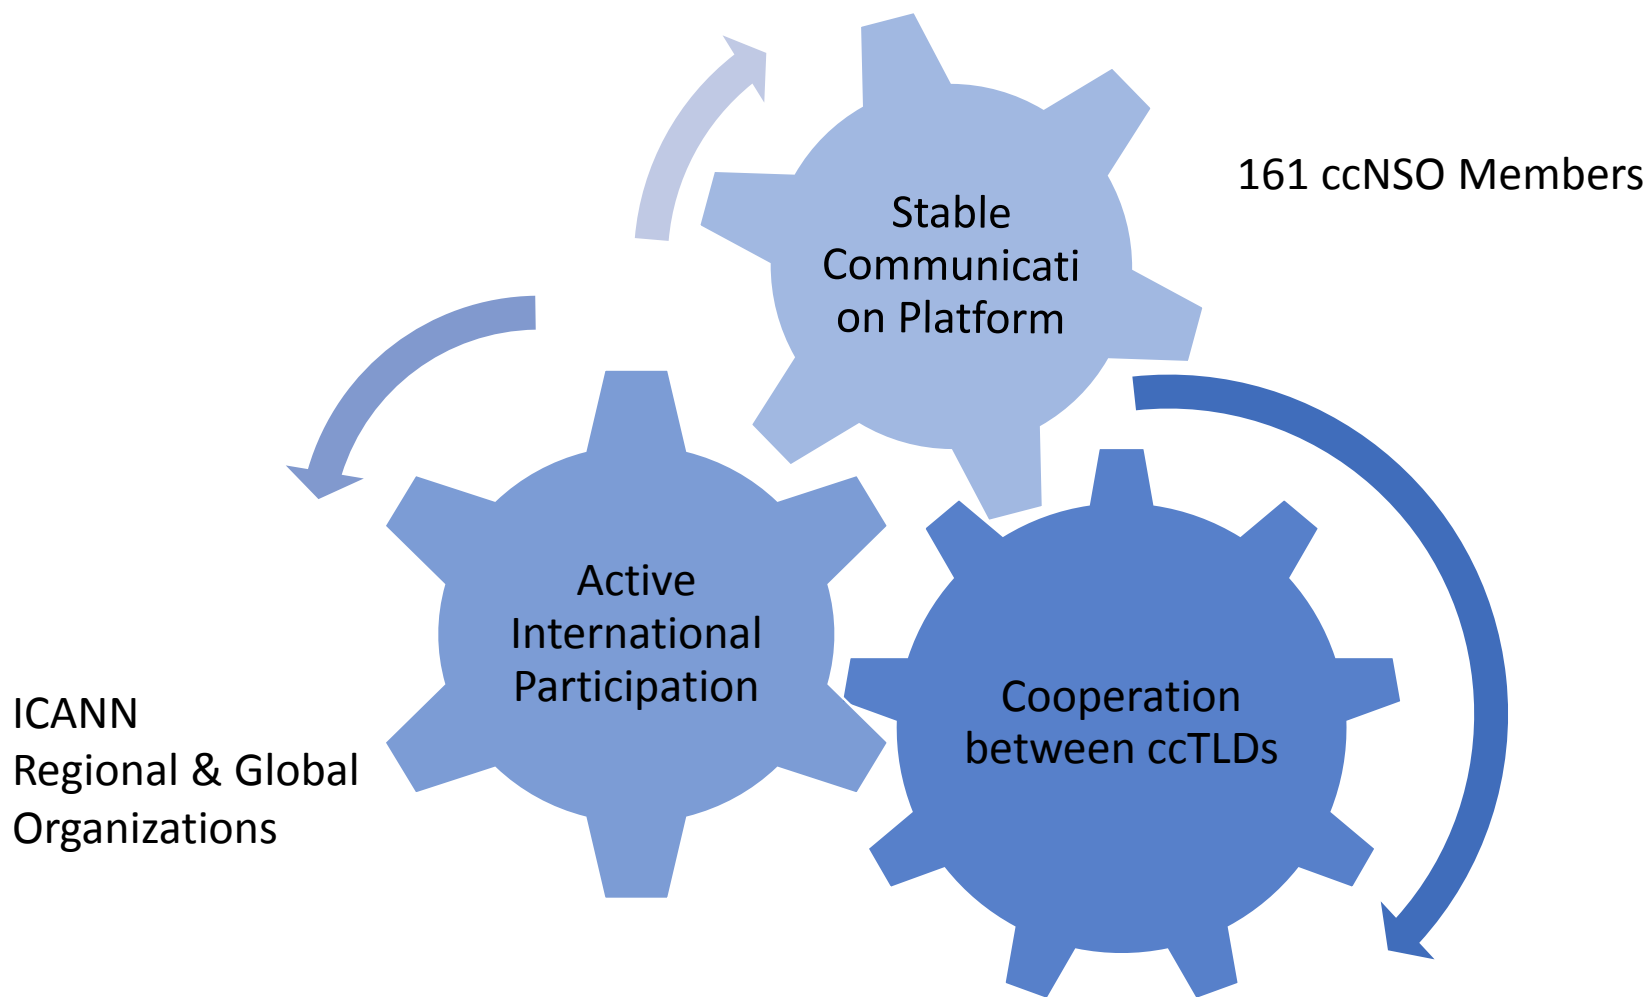 161 ccNSO Members
Stable
Communicati
on Platform
Active
International
Participation
Cooperation
between ccTLDs
ICANN
Regional & Global
Organizations